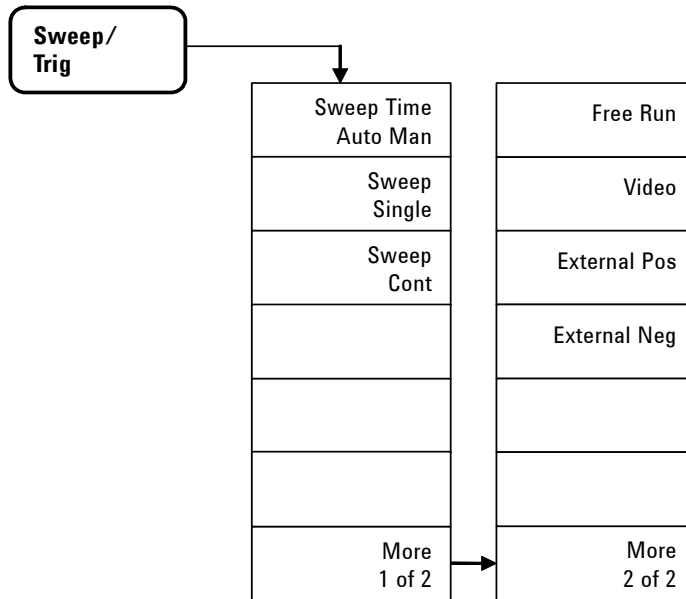 Sweep/
Trig
Sweep Time
Auto Man
Sweep
Single
Sweep
Cont
More
1 of 2
Free Run
Video
External Pos
External Neg
More
2 of 2